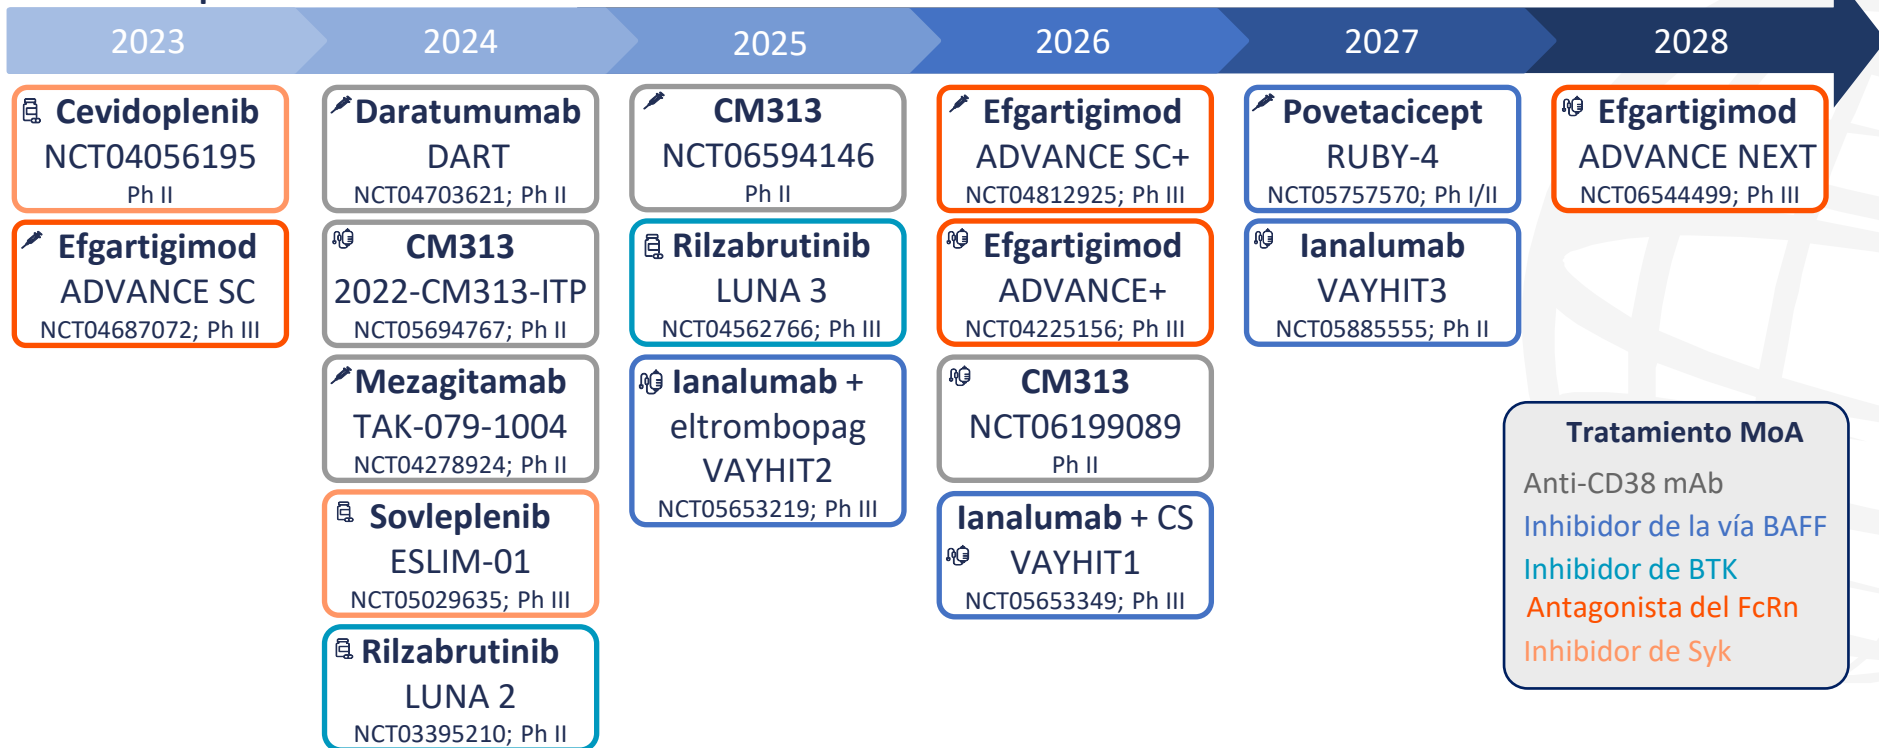 2023
2024
2025
2026
2027
2028
Cevidoplenib
NCT04056195
Ph II
Efgartigimod
ADVANCE SC
NCT04687072; Ph III
Daratumumab
DART
NCT04703621; Ph II
CM313
2022-CM313-ITP
NCT05694767; Ph II
Mezagitamab
TAK-079-1004
NCT04278924; Ph II
Sovleplenib
ESLIM-01
NCT05029635; Ph III
Rilzabrutinib
LUNA 2
NCT03395210; Ph II
CM313
NCT06594146
Ph II
Rilzabrutinib
LUNA 3
NCT04562766; Ph III
Ianalumab +
eltrombopag
VAYHIT2
NCT05653219; Ph III
Efgartigimod
ADVANCE SC+
NCT04812925; Ph III
Efgartigimod
ADVANCE+
NCT04225156; Ph III
CM313
NCT06199089
Ph II
Ianalumab + CS
VAYHIT1
NCT05653349; Ph III
Povetacicept
RUBY-4
NCT05757570; Ph I/II
Ianalumab
VAYHIT3
NCT05885555; Ph II
Efgartigimod
ADVANCE NEXT
NCT06544499; Ph III
Tratamiento MoA
Anti-CD38 mAb
Inhibidor de la vía BAFF
Inhibidor de BTK
Antagonista del FcRn
Inhibidor de Syk